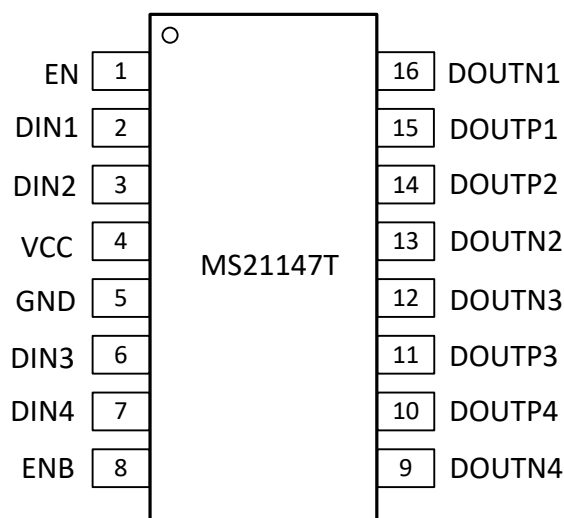 EN 1 16 DOUTN1
DIN1 2 15 DOUTP1
DIN2 3 14 DOUTP2
VCC 4 13 DOUTN2
MS21147T
GND 5 12 DOUTN3
DIN3 6 11 DOUTP3
DIN4 7 10 DOUTP4
ENB 8 9 DOUTN4